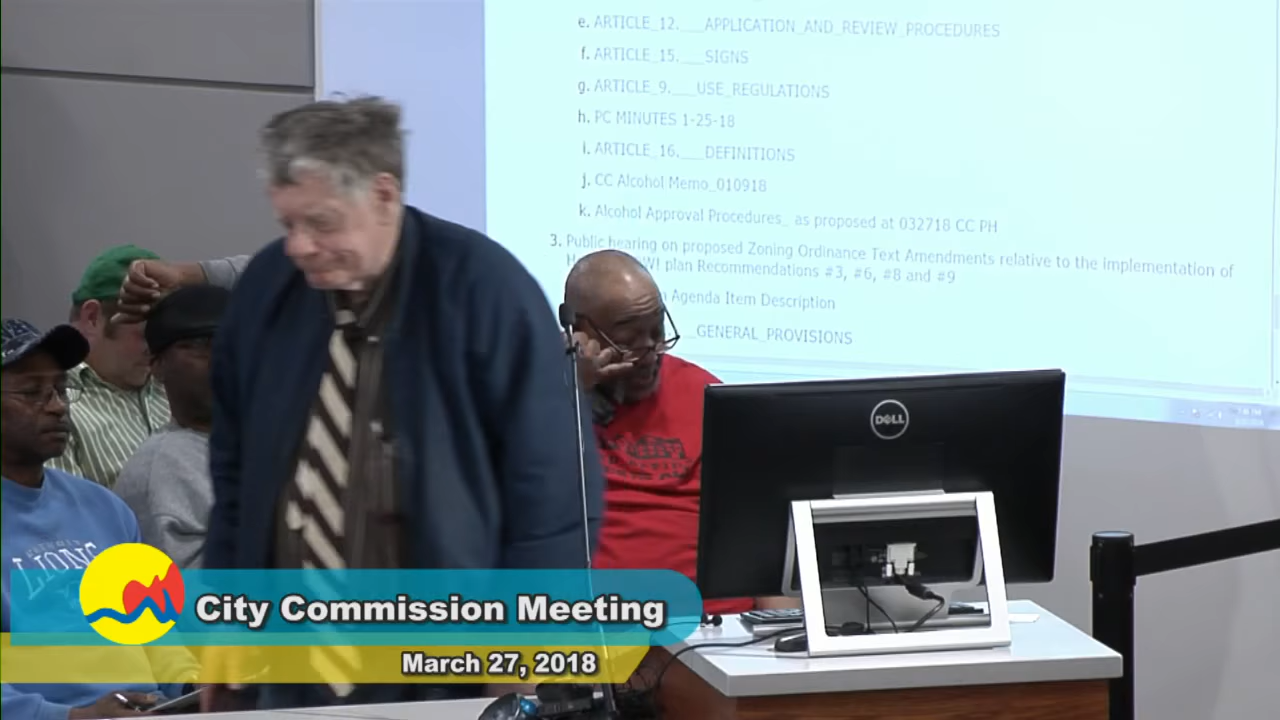 e. ARTICLE_12.___APPLICATION_AND_REVIEW_PROCEDURES
f. ARTICLE_15.___SIGNS
g. ARTICLE_9.___USE_REGULATIONS
h. PC MINUTES 1-25-18
i. ARTICLE_16.___DEFINITIONS
j. CC Alcohol Memo_010918
k. Alcohol Approval Procedures_ as proposed at 032718 CC PH
3. Public hearing on proposed Zoning Ordinance Text Amendments relative to the implementation of
plan Recommendations #3, #6, #8 and #9
Agenda Item Description
GENERAL_PROVISIONS
DELL
LIONS
City Commission Meeting
March 27, 2018